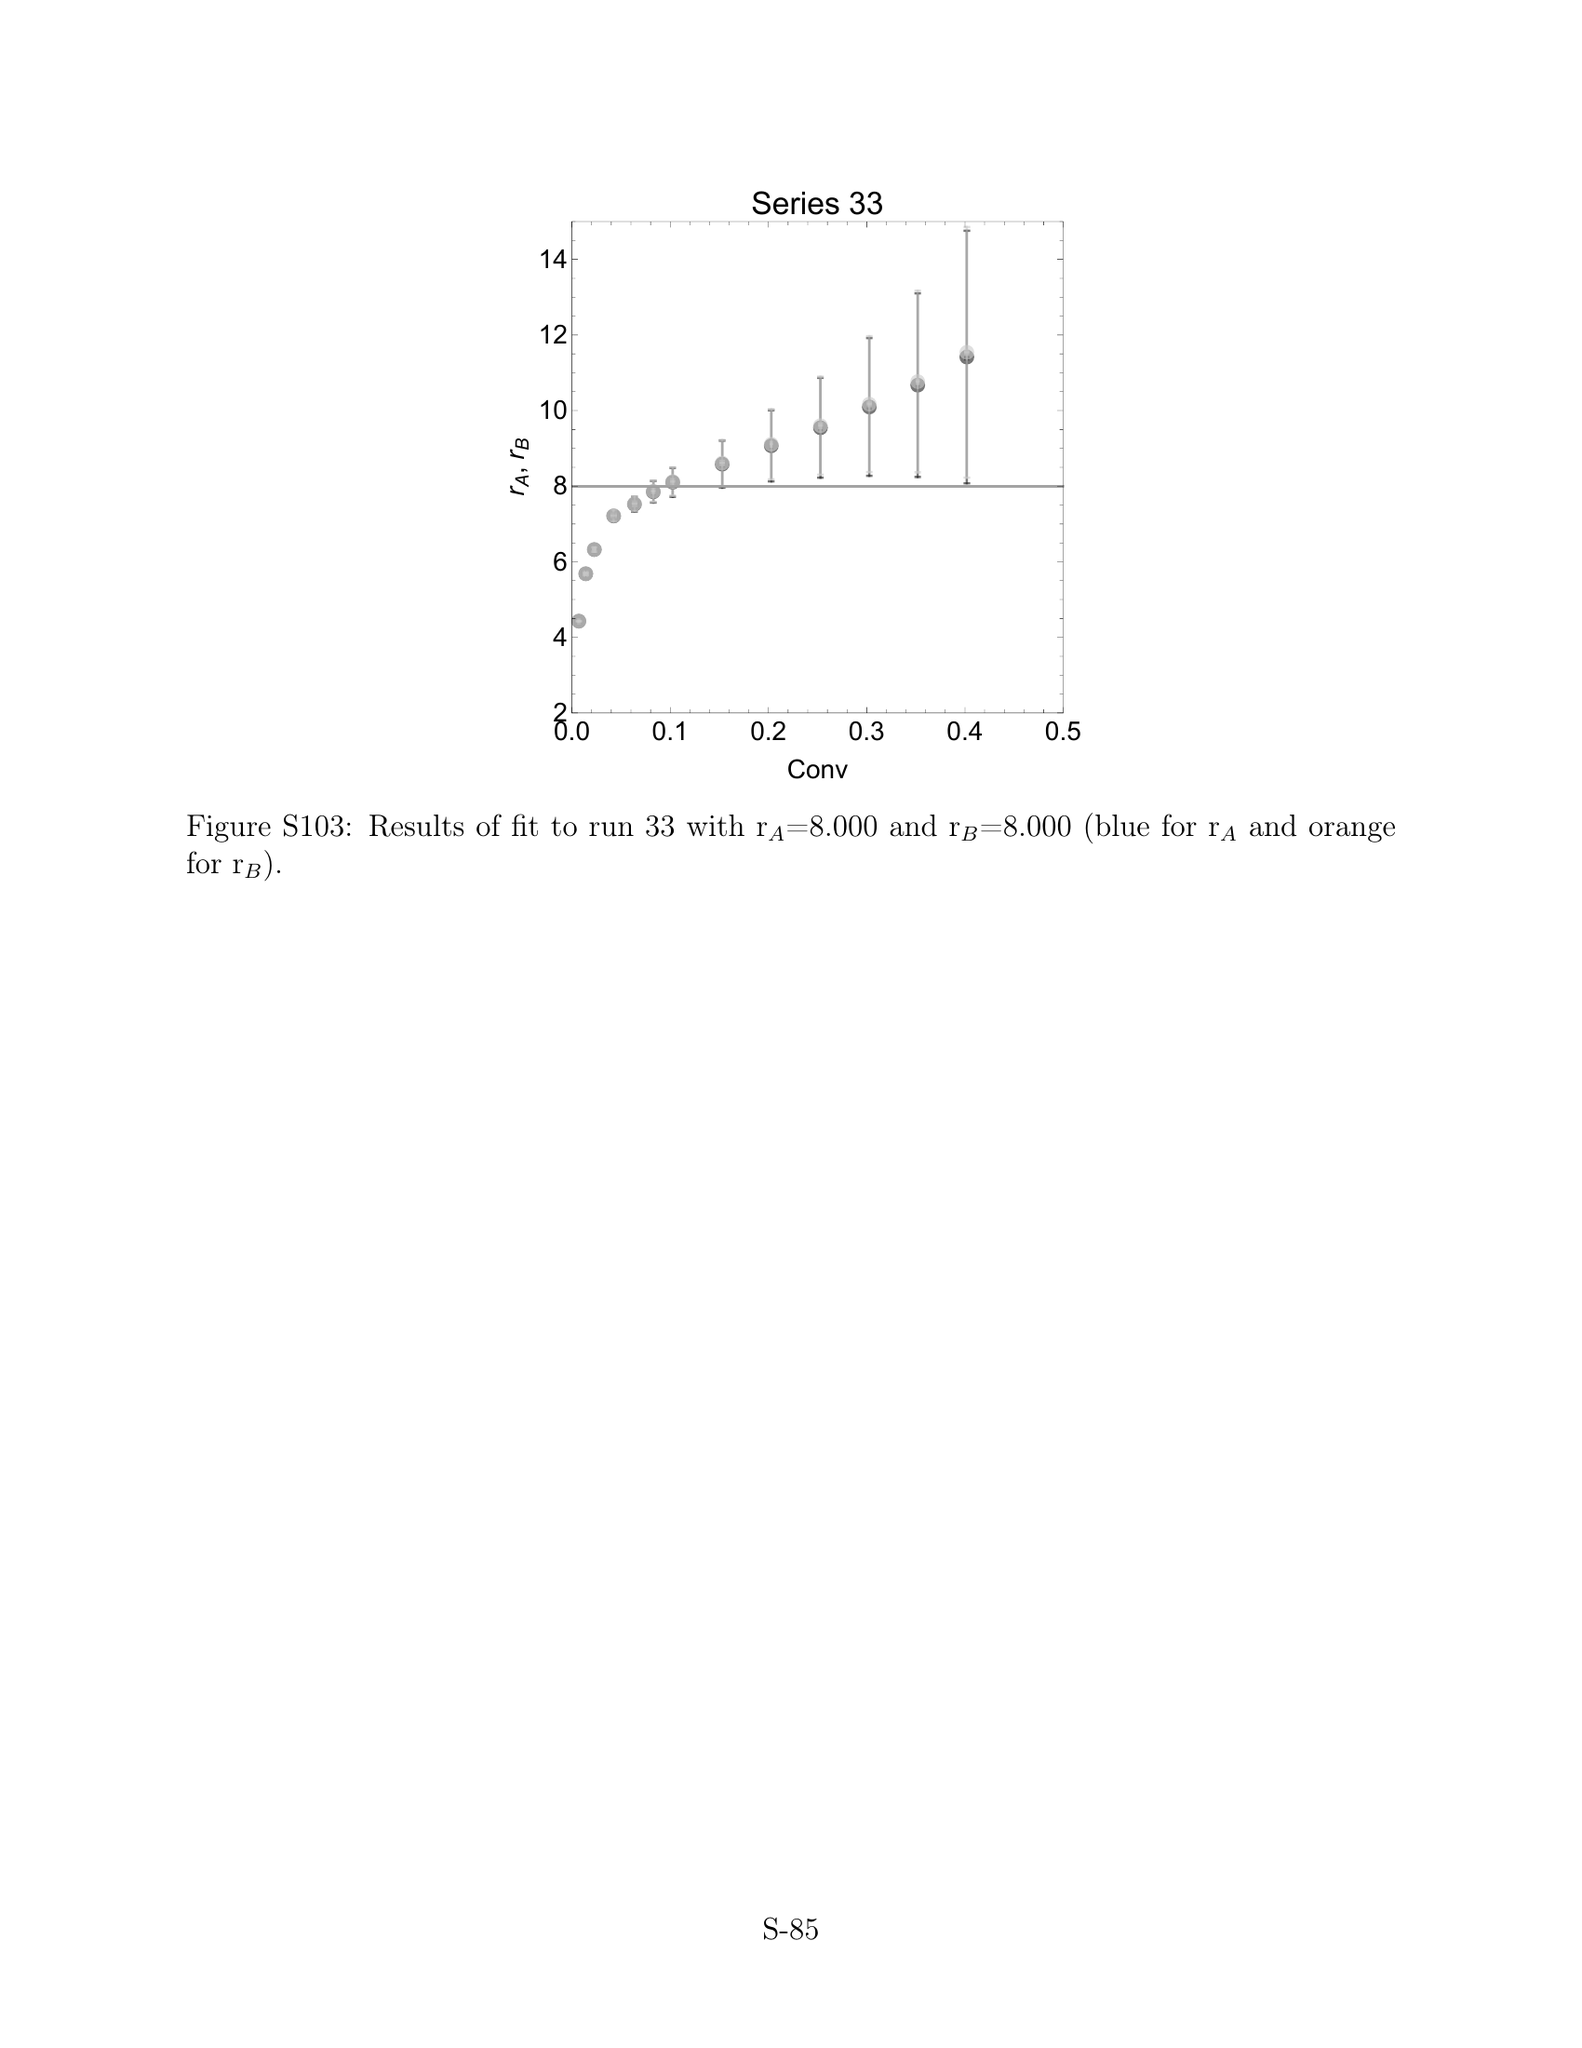 Series 33
14
12
10
8
6
4
2
r_A, r_B
0.0 0.1 0.2 0.3 0.4 0.5
Conv
Figure S103: Results of fit to run 33 with r_A=8.000 and r_B=8.000 (blue for r_A and orange
for r_B).
S-85